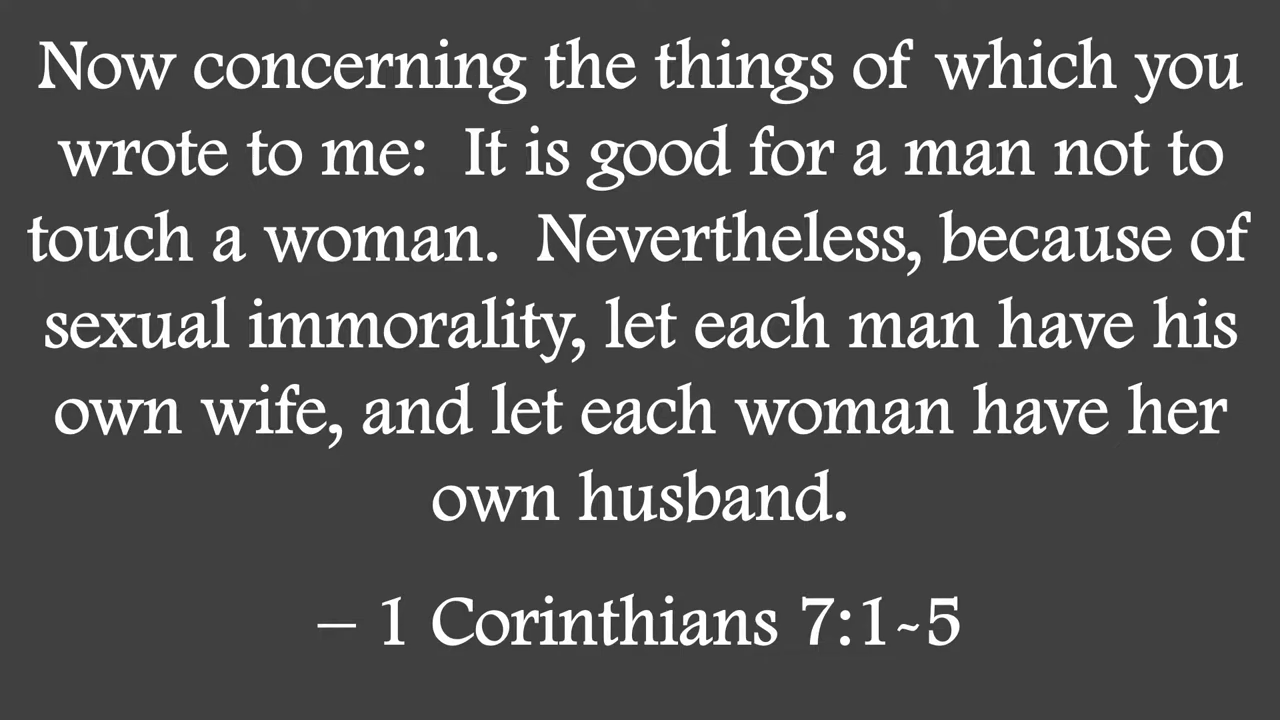 Now concerning the things of which you
wrote to me:  It is good for a man not to
touch a woman.  Nevertheless, because of
sexual immorality, let each man have his
own wife, and let each woman have her
own husband.
– 1 Corinthians 7:1~5